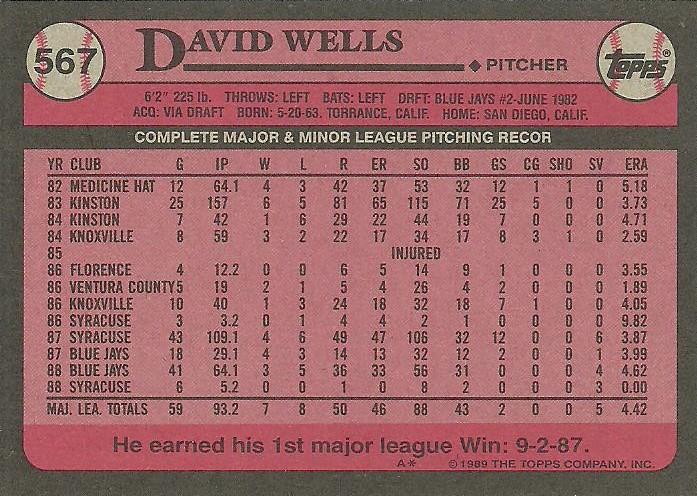 567 DAVID WELLS
◆ PITCHER topps®
6'2" 225 lb. THROWS: LEFT BATS: LEFT DRFT: BLUE JAYS #2-JUNE 1982
ACQ: VIA DRAFT BORN: 5-20-63, TORRANCE, CALIF. HOME: SAN DIEGO, CALIF.
COMPLETE MAJOR & MINOR LEAGUE PITCHING RECOR
YR CLUB G IP W L R ER SO BB GS CG SHO SV ERA
82 MEDICINE HAT 12 64.1 4 3 42 37 53 32 12 1 1 0 5.18
83 KINSTON 25 157 6 5 81 65 115 71 25 5 0 0 3.73
84 KINSTON 7 42 1 6 29 22 44 19 7 0 0 0 4.71
84 KNOXVILLE 8 59 3 2 22 17 34 17 8 3 1 0 2.59
85 INJURED
86 FLORENCE 4 12.2 0 0 6 5 14 9 1 0 0 0 3.55
86 VENTURA COUNTY 5 19 2 1 5 4 26 4 2 0 0 0 1.89
86 KNOXVILLE 10 40 1 3 24 18 32 18 7 1 0 0 4.05
86 SYRACUSE 3 3.2 0 1 4 4 2 1 0 0 0 0 9.82
87 SYRACUSE 43 109.1 4 6 49 47 106 32 12 0 0 6 3.87
87 BLUE JAYS 18 29.1 4 3 14 13 32 12 2 0 0 1 3.99
88 BLUE JAYS 41 64.1 3 5 36 33 56 31 0 0 0 4 4.62
88 SYRACUSE 6 5.2 0 0 1 0 8 2 0 0 0 3 0.00
MAJ. LEA. TOTALS 59 93.2 7 8 50 46 88 43 2 0 0 5 4.42
He earned his 1st major league Win: 9-2-87.
A* © 1989 THE TOPPS COMPANY, INC.